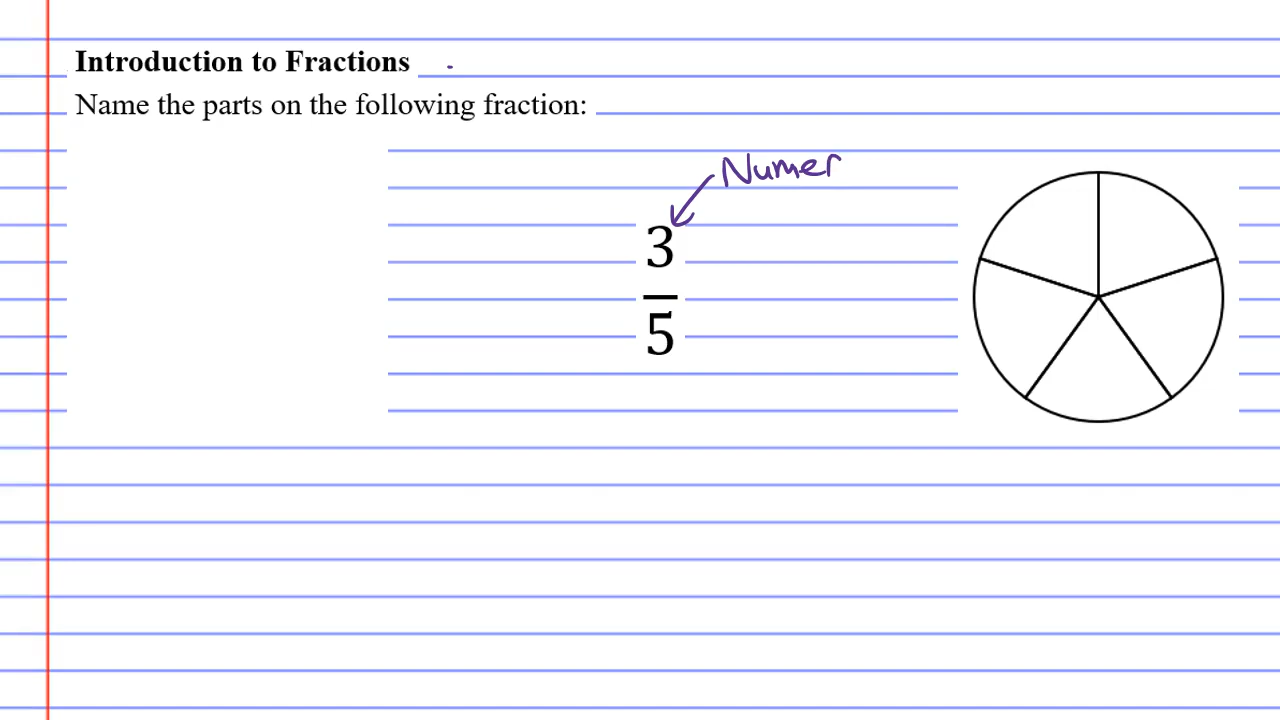 Introduction to Fractions
Name the parts on the following fraction:
Numer
3
5